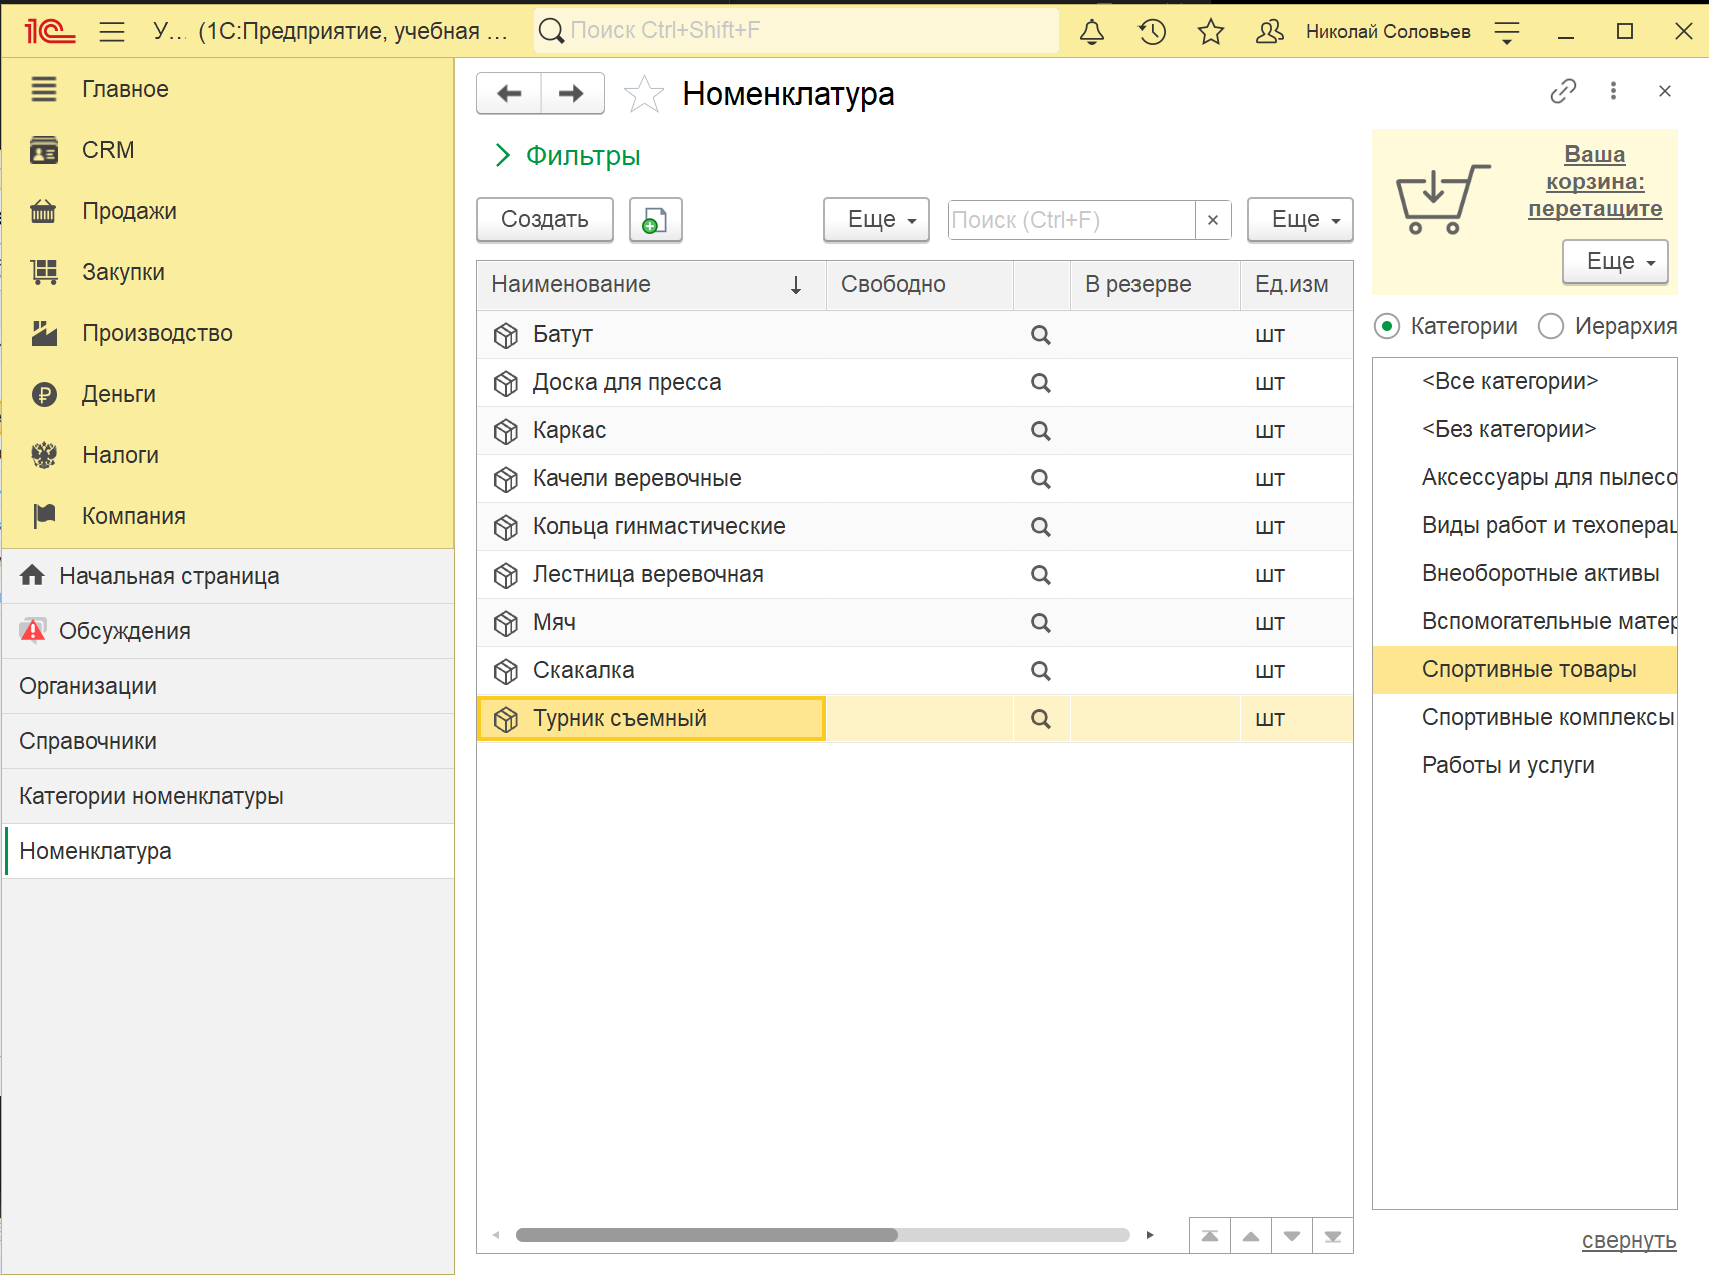 1С У... (1С:Предприятие, учебная ... Поиск Ctrl+Shift+F Николай Соловьев
Главное
CRM
Продажи
Закупки
Производство
Деньги
Налоги
Компания
Начальная страница
Обсуждения
Организации
Справочники
Категории номенклатуры
Номенклатура
Номенклатура
Фильтры
Создать Еще Поиск (Ctrl+F) × Еще
Наименование ↓ Свободно В резерве Ед.изм
Батут шт
Доска для пресса шт
Каркас шт
Качели веревочные шт
Кольца гинмастические шт
Лестница веревочная шт
Мяч шт
Скакалка шт
Турник съемный шт
Ваша
корзина:
перетащите
Еще
Категории Иерархия
<Все категории>
<Без категории>
Аксессуары для пылесо
Виды работ и техоперац
Внеоборотные активы
Вспомогательные матер
Спортивные товары
Спортивные комплексы
Работы и услуги
свернуть